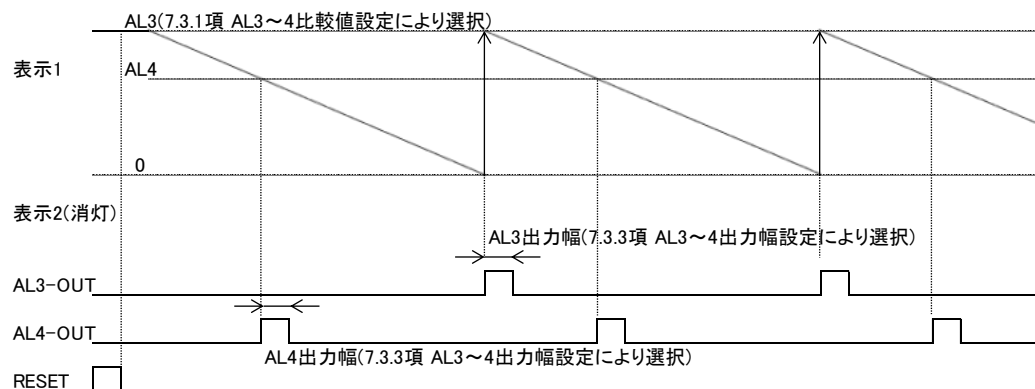 AL3(7.3.1項 AL3～4比較値設定により選択)
表示1
AL4
0
表示2(消灯)
AL3出力幅(7.3.3項 AL3～4出力幅設定により選択)
AL3-OUT
AL4-OUT
AL4出力幅(7.3.3項 AL3～4出力幅設定により選択)
RESET